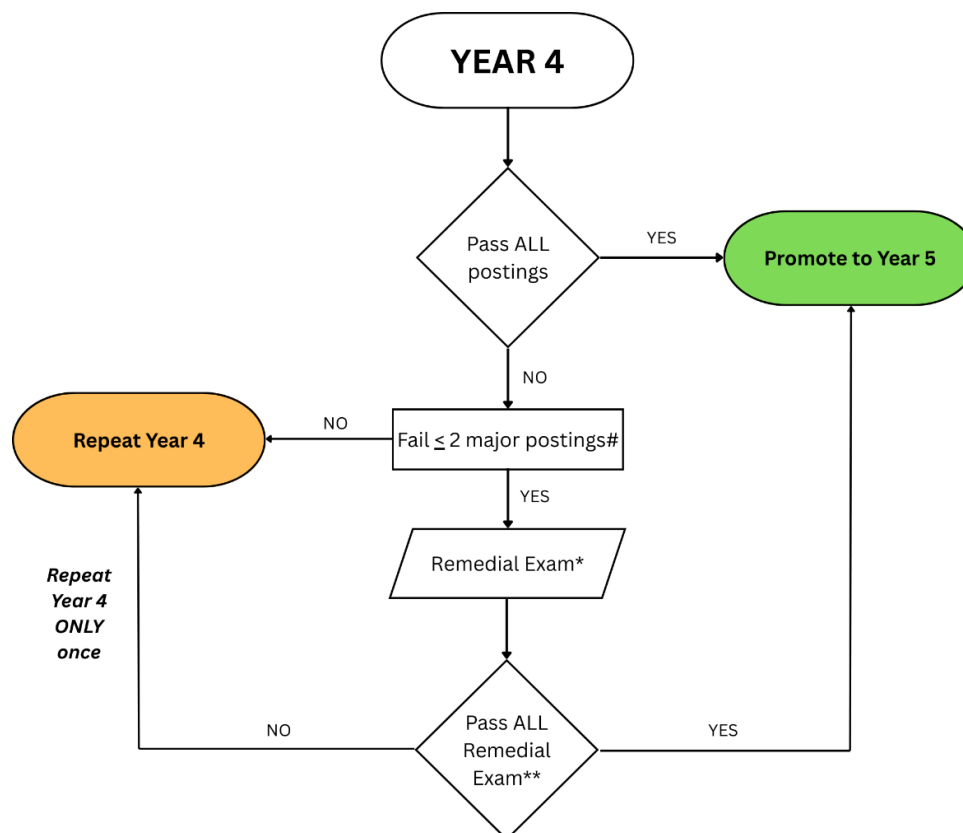 YEAR 4
Pass ALL
postings
YES
Promote to Year 5
NO
Fail ≤ 2 major postings#
NO
Repeat Year 4
YES
Remedial Exam*
Repeat
Year 4
ONLY
once
Pass ALL
Remedial
Exam**
NO
YES